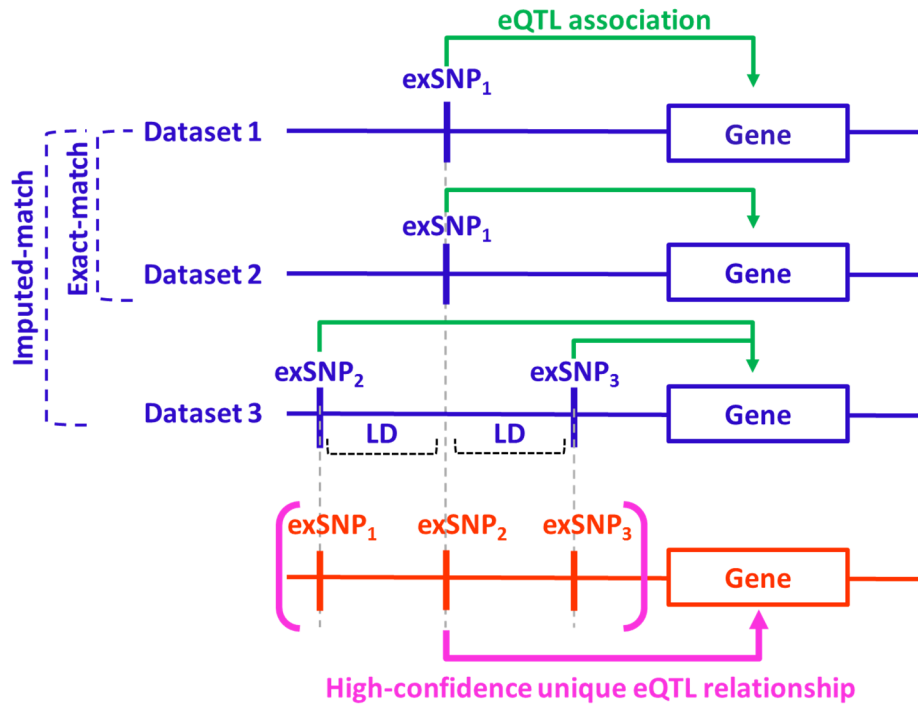 eQTL association
exSNP₁
Dataset 1
Gene
Imputed-match
Exact-match
exSNP₁
Dataset 2
Gene
exSNP₂
exSNP₃
Dataset 3
Gene
LD
LD
exSNP₁
exSNP₂
exSNP₃
Gene
High-confidence unique eQTL relationship